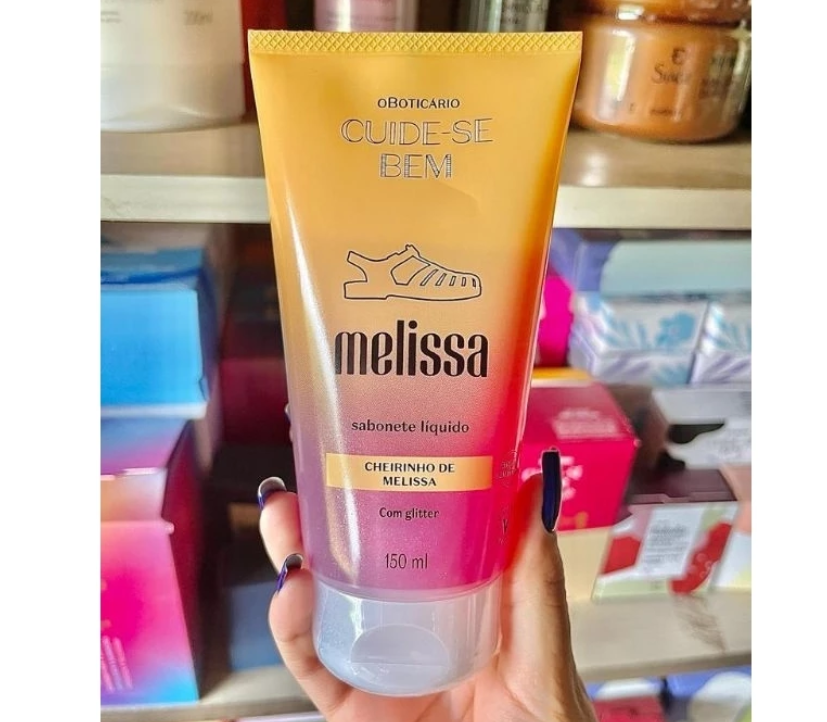 oBOTICÁRIO
CUIDE-SE
BEM
melissa
sabonete líquido
CHEIRINHO DE
MELISSA
Com glitter
150 ml